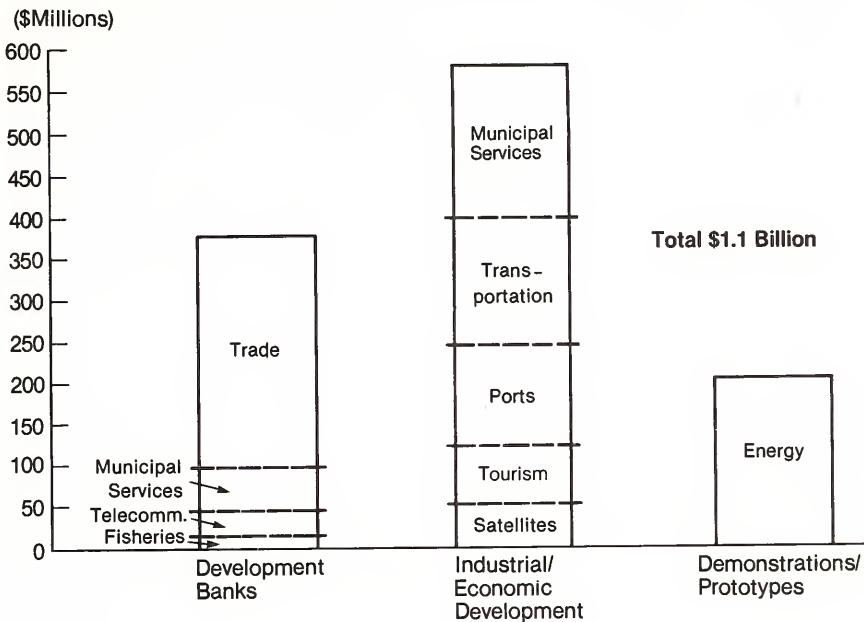 ($Millions)
600
550
500
450
400
350
300
250
200
150
100
50
0
Trade
Municipal
Services
Telecomm.
Fisheries
Municipal
Services
Trans-
portation
Ports
Tourism
Satellites
Total $1.1 Billion
Energy
Development
Banks
Industrial/
Economic
Development
Demonstrations/
Prototypes